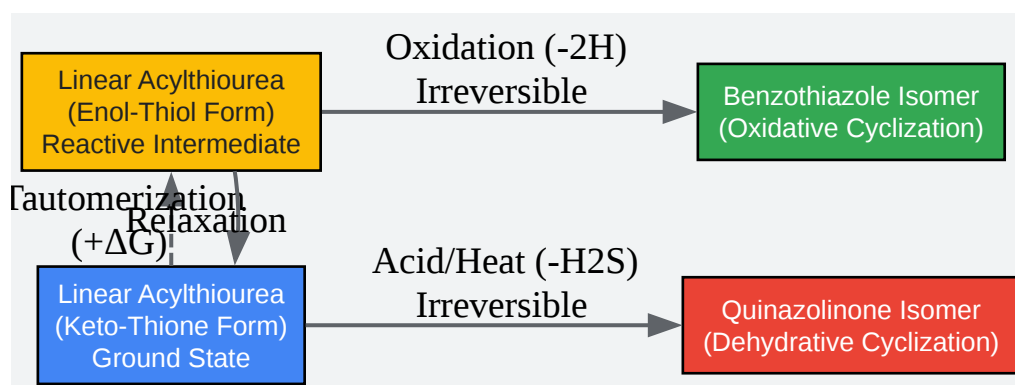 Oxidation (-2H)
Irreversible
Linear Acylthiourea
(Enol-Thiol Form)
Reactive Intermediate
Benzothiazole Isomer
(Oxidative Cyclization)
Tautomerization
(+ΔG)
Relaxation
Acid/Heat (-H2S)
Irreversible
Linear Acylthiourea
(Keto-Thione Form)
Ground State
Quinazolinone Isomer
(Dehydrative Cyclization)